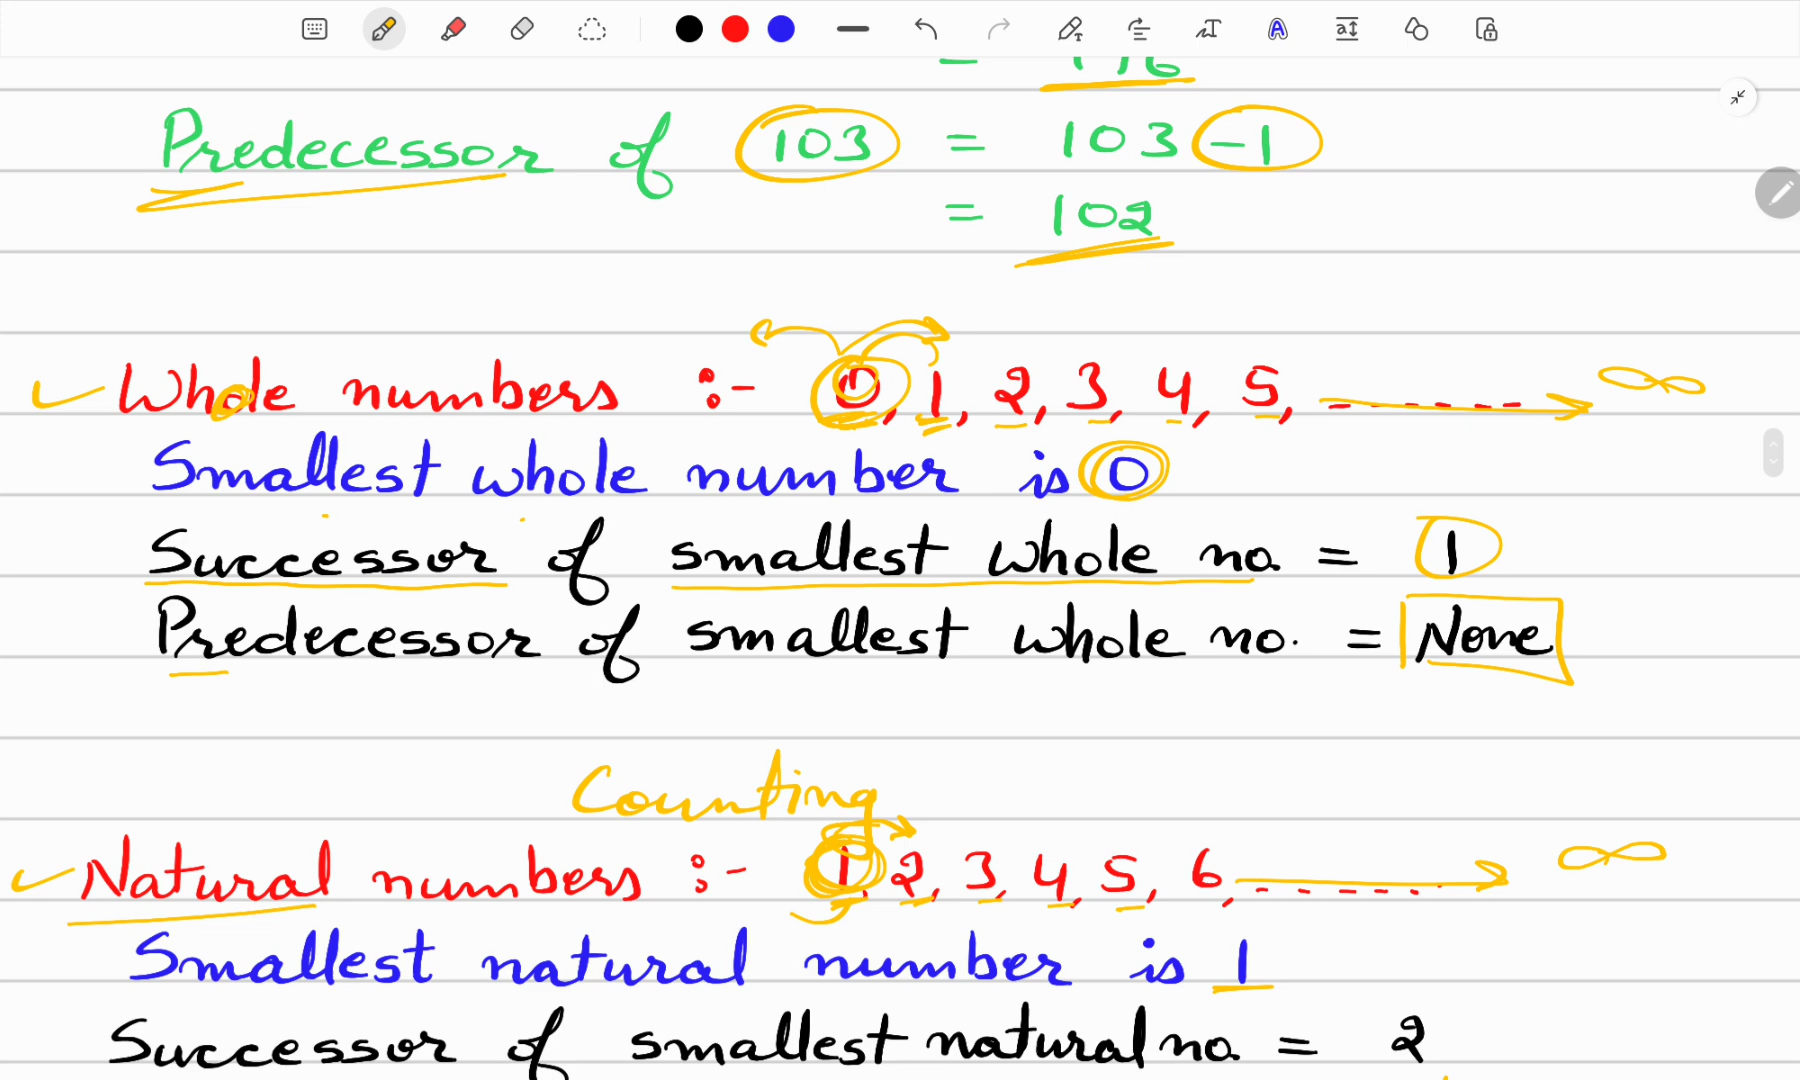 Predecessor of 103 = 103 -1
= 102
Whole numbers :- 0, 1, 2, 3, 4, 5, ------- ∞
Smallest whole number is 0
Successor of smallest whole no. = 1
Predecessor of smallest whole no. = None
Counting
Natural numbers :- 1, 2, 3, 4, 5, 6, ------- ∞
Smallest natural number is 1
Successor of smallest natural no. = 2